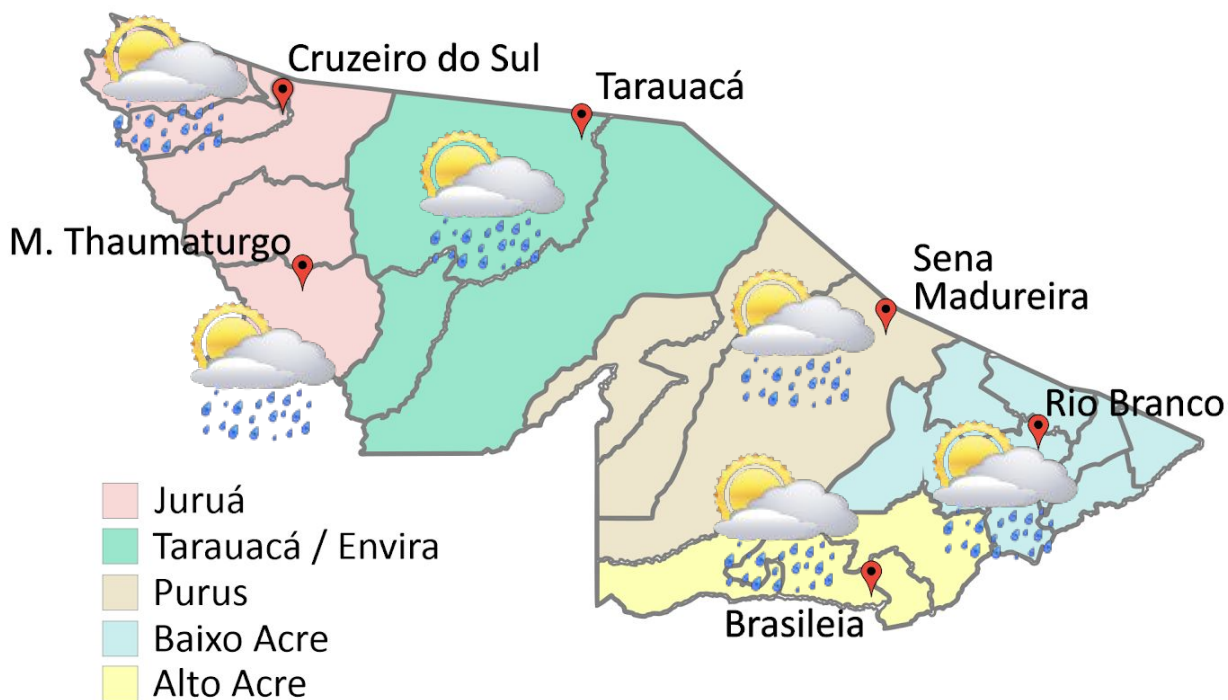 Cruzeiro do Sul
Tarauacá
M. Thaumaturgo
Sena
Madureira
Rio Branco
Brasileia
Juruá
Tarauacá / Envira
Purus
Baixo Acre
Alto Acre